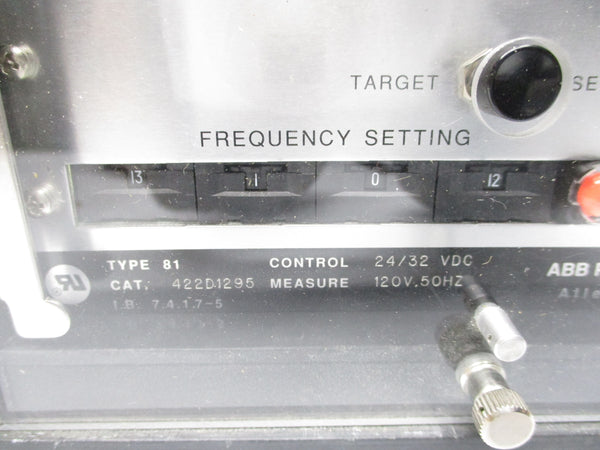 TARGET
SE
FREQUENCY SETTING
13 1 0 12
TYPE 81 CONTROL 24/32 VDC
CAT. 422D1295 MEASURE 120V.50HZ
I.B. 7.4.1.7-5
ABB